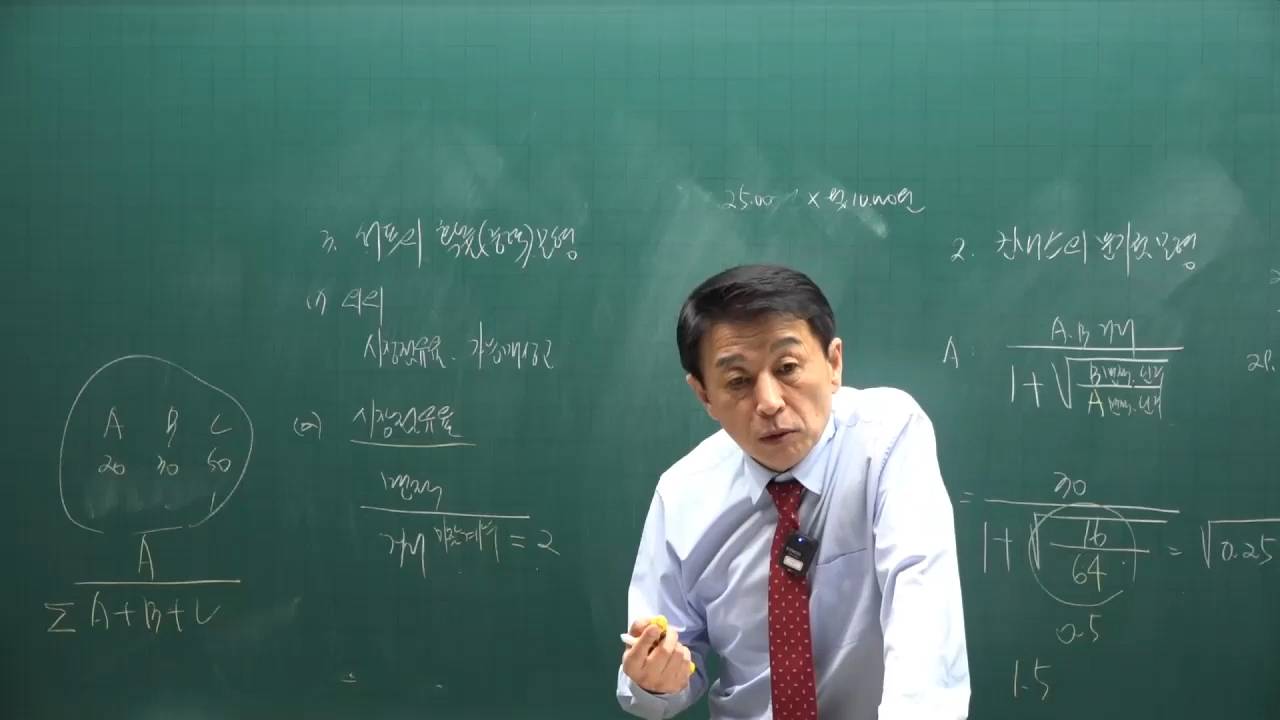 3. 허프의 확률(중력)모형
(1) 의의
시장점유율. 가능매상고
(2) 시장점유율
면적
거리 마찰계수 = 2
A B C
20 30 50
A
Σ A+B+C
25.00 × 10.000원
2. 컨버스의 분기점모형
A: A.B 거리
1+√ B면적.인구
A면적.인구
= 30
1+√ 16
64 = √0.25
0.5
1.5